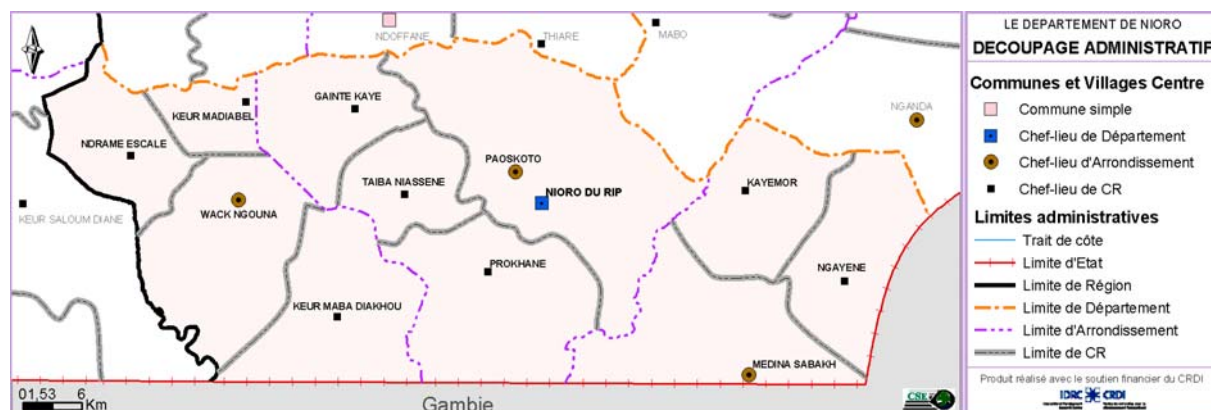 NDOFFANE
THIARE
MABO
KEUR MADIABEL
GAINTE KAYE
NGANDA
NDRAME ESCALE
PAOSKOTO
TAIBA NIASSENE
NIORO DU RIP
KAYEMOR
KEUR SALOUM DIANE
WACK NGOUNA
PROKHANE
NGAYENE
KEUR MABA DIAKHOU
MEDINA SABAKH
01,53 6
Km
Gambie
CSE
LE DEPARTEMENT DE NIORO
DECOUPAGE ADMINISTRATIF
Communes et Villages Centre
Commune simple
Chef-lieu de Département
Chef-lieu d'Arrondissement
Chef-lieu de CR
Limites administratives
Trait de côte
Limite d'Etat
Limite de Région
Limite de Département
Limite d'Arrondissement
Limite de CR
Produit réalisé avec le soutien financier du CRDI
IDRC CRDI